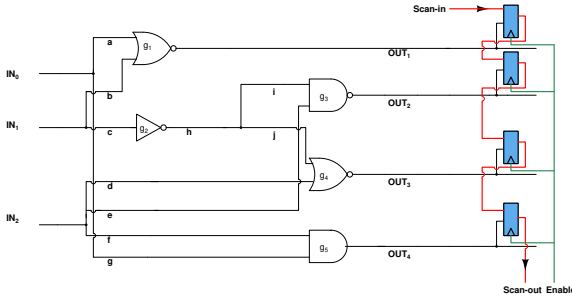 Scan-in
a
g1
OUT1
IN0
b
i
g3
OUT2
IN1
c
g2
h
j
g4
d
OUT3
e
IN2
f
g5
OUT4
g
Scan-out Enable